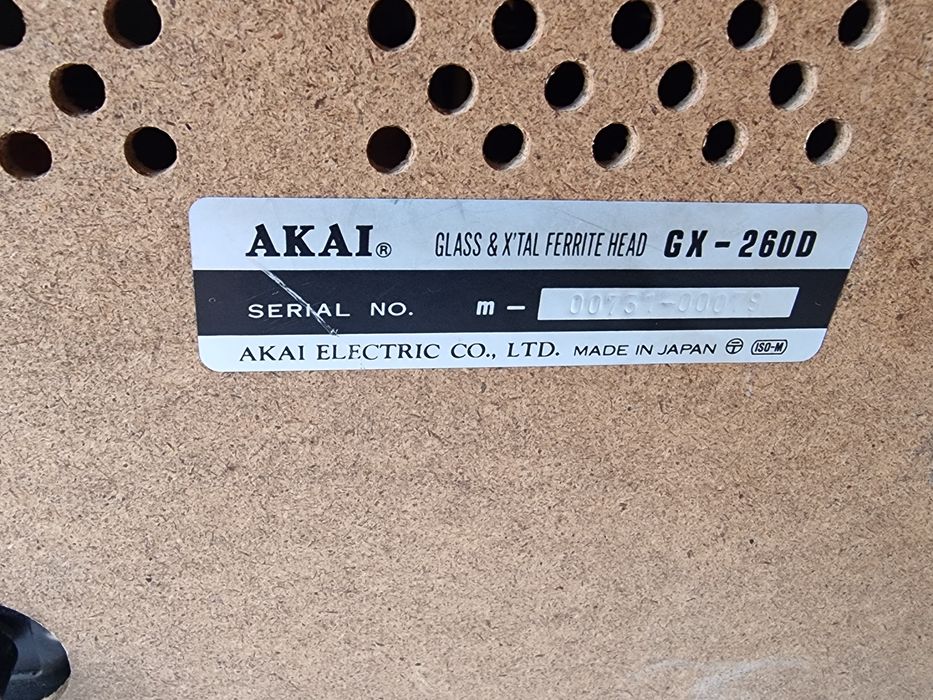 AKAI® GLASS & X'TAL FERRITE HEAD GX-260D
SERIAL NO. m-
AKAI ELECTRIC CO., LTD. MADE IN JAPAN ISO-M